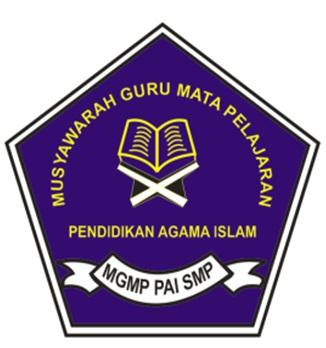 MUSYAWARAH GURU MATA PELAJARAN
PENDIDIKAN AGAMA ISLAM
MGMP PAI SMP